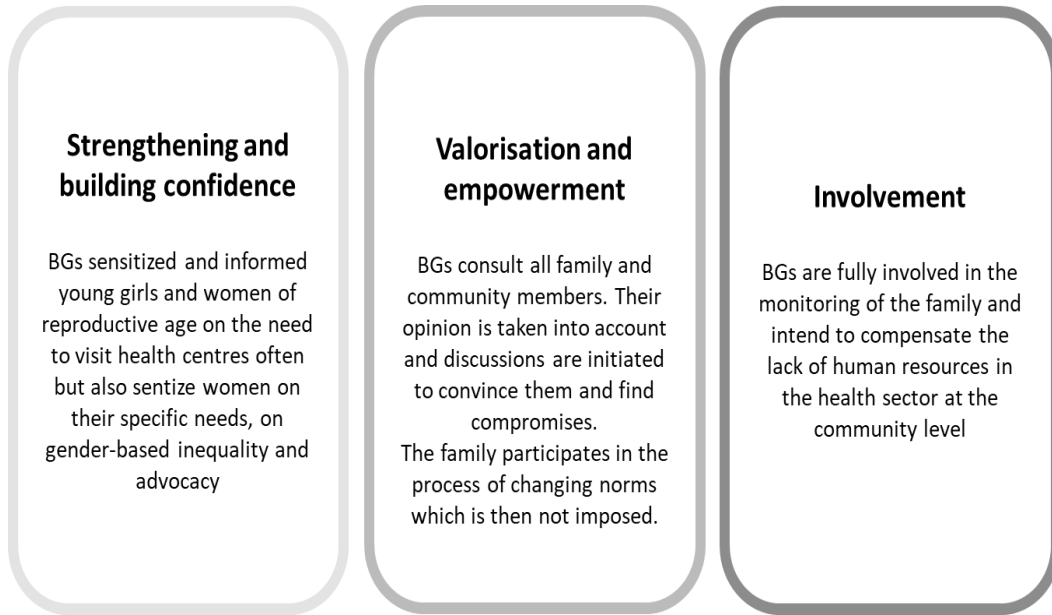 Strengthening and
building confidence
BGs sensitized and informed
young girls and women of
reproductive age on the need
to visit health centres often
but also sentize women on
their specific needs, on
gender-based inequality and
advocacy
Valorisation and
empowerment
BGs consult all family and
community members. Their
opinion is taken into account
and discussions are initiated
to convince them and find
compromises.
The family participates in the
process of changing norms
which is then not imposed.
Involvement
BGs are fully involved in the
monitoring of the family and
intend to compensate the
lack of human resources in
the health sector at the
community level